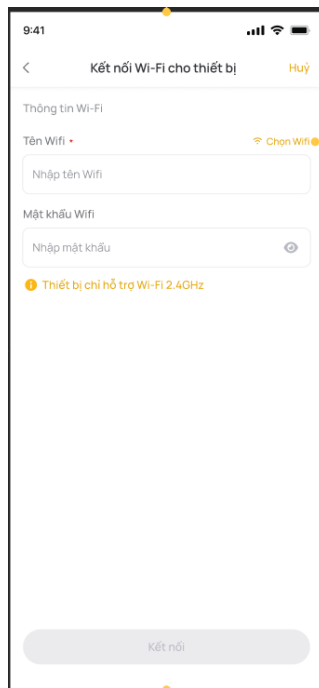 9:41
Kết nối Wi-Fi cho thiết bị
Huỷ
Thông tin Wi-Fi
Tên Wifi •
Chọn Wifi
Nhập tên Wifi
Mật khẩu Wifi
Nhập mật khẩu
Thiết bị chỉ hỗ trợ Wi-Fi 2.4GHz
Kết nối